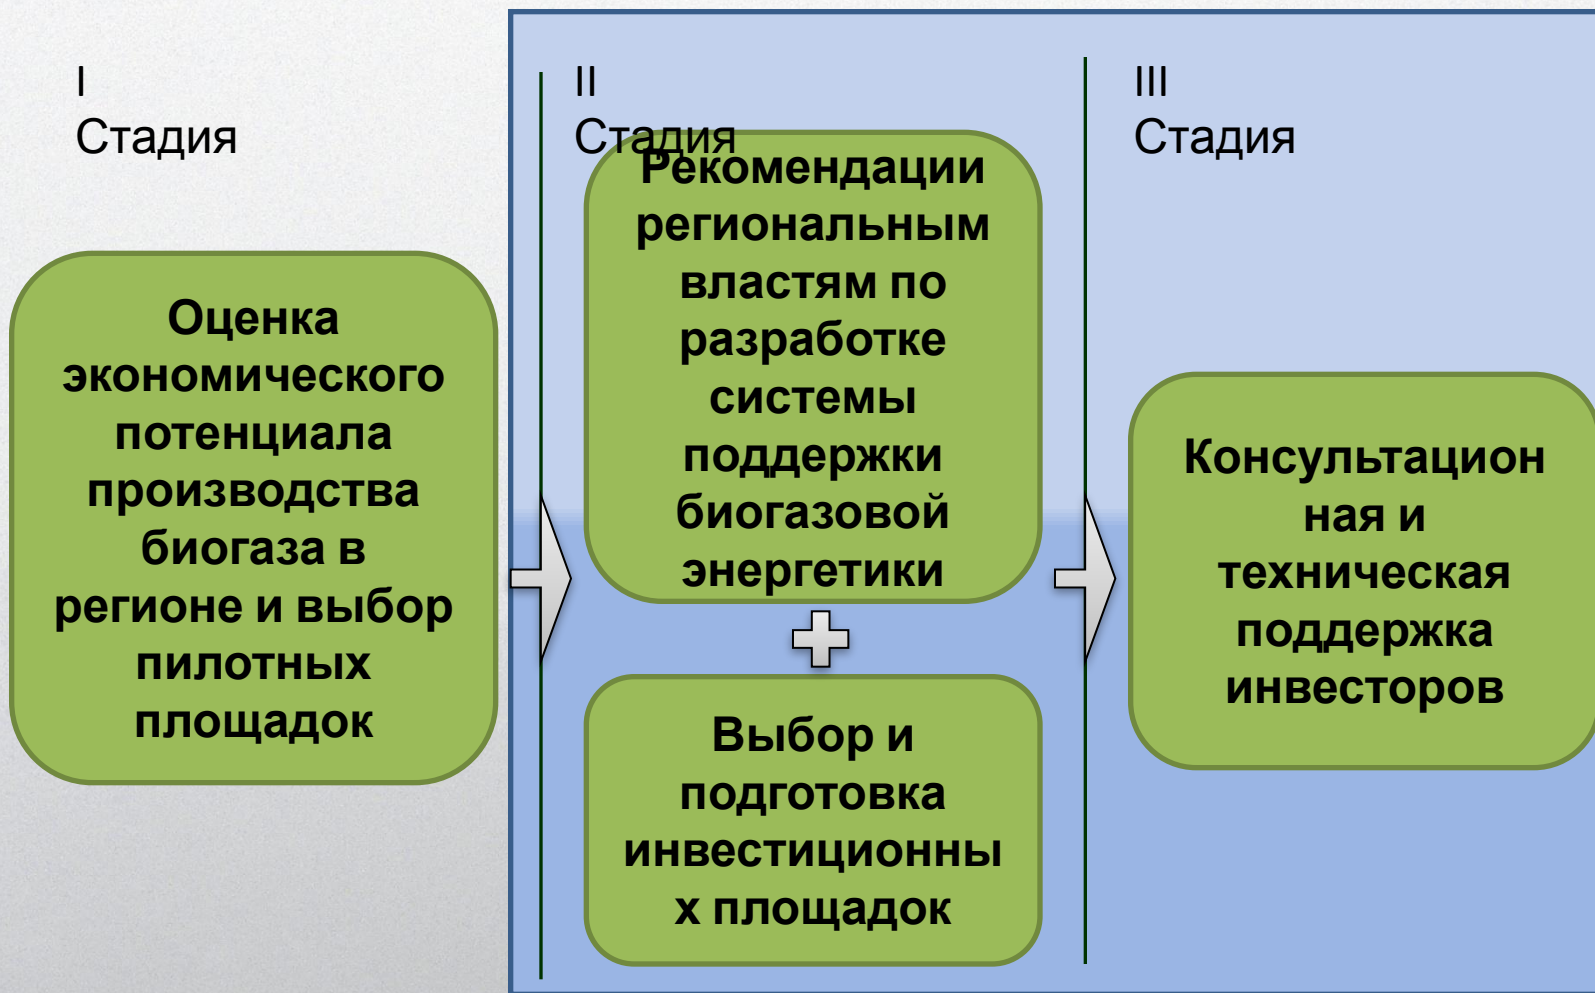 I
Стадия
Оценка
экономического
потенциала
производства
биогаза в
регионе и выбор
пилотных
площадок
II
Стадия
Рекомендации
региональным
властям по
разработке
системы
поддержки
биогазовой
энергетики
Выбор и
подготовка
инвестиционны
х площадок
III
Стадия
Консультацион
ная и
техническая
поддержка
инвесторов